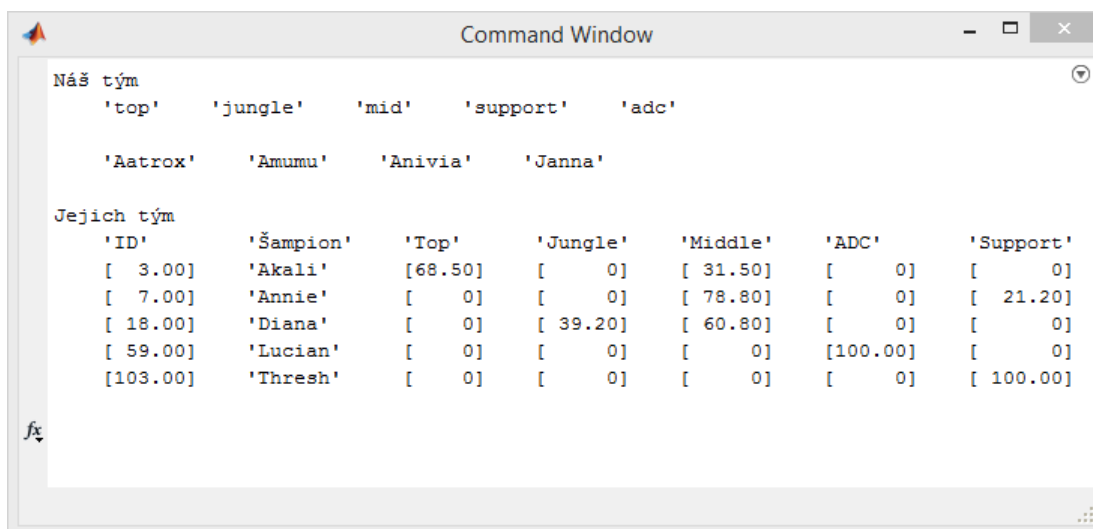 Command Window
Náš tým
'top' 'jungle' 'mid' 'support' 'adc'
'Aatrox' 'Amumu' 'Anivia' 'Janna'
Jejich tým
'ID' 'Šampion' 'Top' 'Jungle' 'Middle' 'ADC' 'Support'
[ 3.00] 'Akali' [68.50] [ 0] [ 31.50] [ 0] [ 0]
[ 7.00] 'Annie' [ 0] [ 0] [ 78.80] [ 0] [ 21.20]
[ 18.00] 'Diana' [ 0] [ 39.20] [ 60.80] [ 0] [ 0]
[ 59.00] 'Lucian' [ 0] [ 0] [ 0] [100.00] [ 0]
[103.00] 'Thresh' [ 0] [ 0] [ 0] [ 0] [ 100.00]
fx